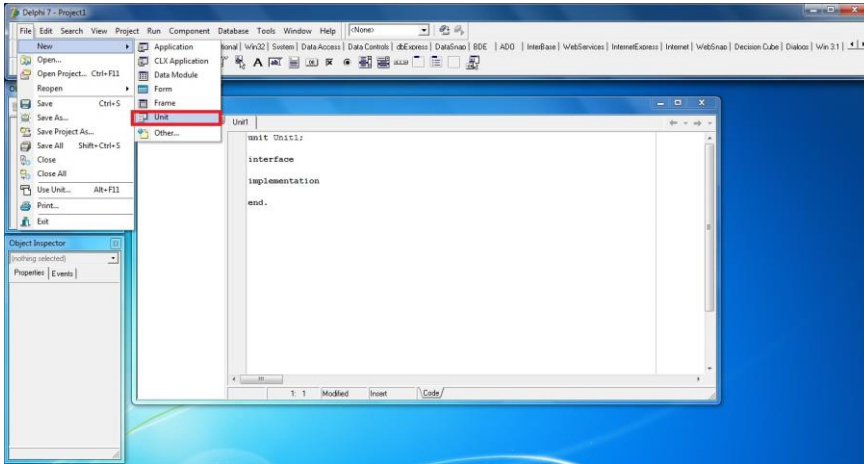 Delphi 7 - Project1
File Edit Search View Project Run Component Database Tools Window Help <None>
tional Win32 System Data Access Data Controls dbExpress DataSnap BDE ADO InterBase WebServices InternetExpress Internet WebSnap Decision Cube Dialogs Win 3.1
New
Open...
Open Project... Ctrl+F11
Reopen
Save Ctrl+S
Save As...
Save Project As...
Save All Shift+Ctrl+S
Close
Close All
Use Unit... Alt+F11
Print...
Exit
Application
CLX Application
Data Module
Form
Frame
Unit
Other...
Unit1
unit Unit1;
interface
implementation
end.
1: 1 Modified Insert Code
Object Inspector
(nothing selected)
Properties Events